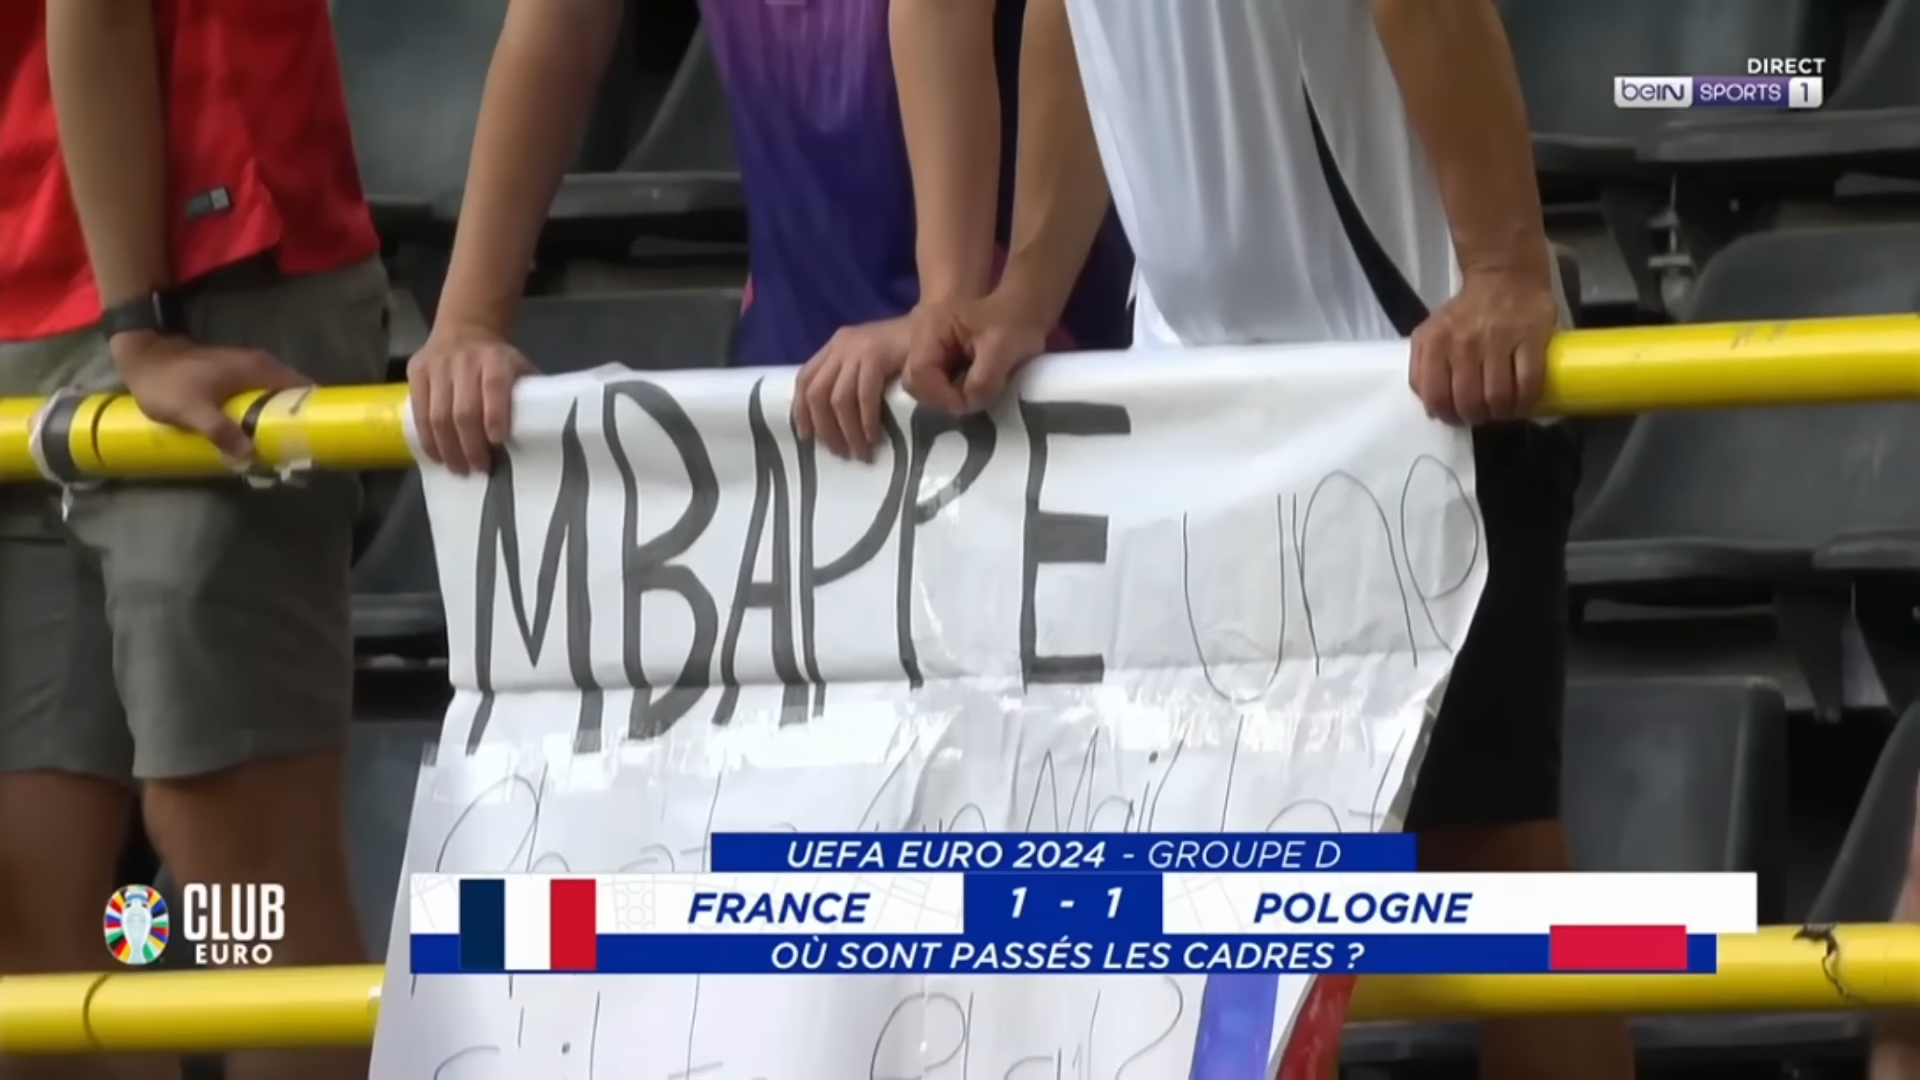 DIRECT
beIN SPORTS 1
MBAPPE une
UEFA EURO 2024 - GROUPE D
FRANCE 1 - 1 POLOGNE
OÙ SONT PASSÉS LES CADRES ?
CLUB
EURO